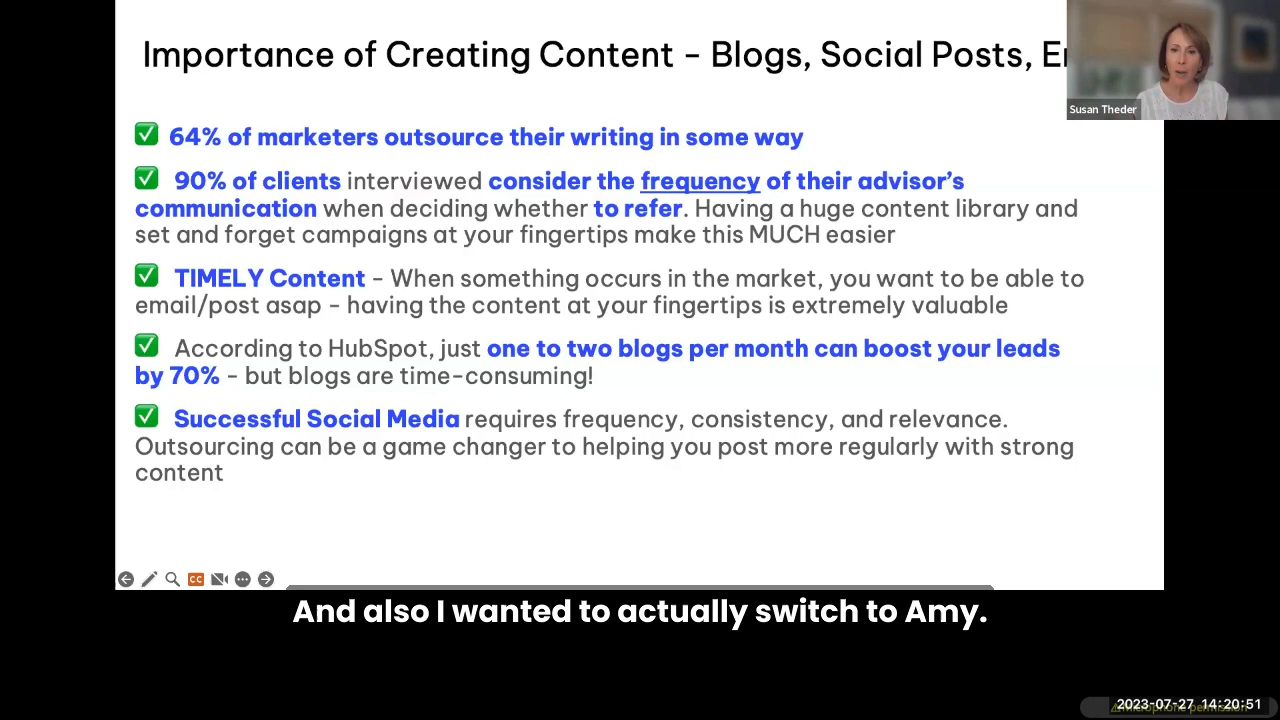 Importance of Creating Content – Blogs, Social Posts, E
Susan Theder
✅ 64% of marketers outsource their writing in some way
✅ 90% of clients interviewed consider the frequency of their advisor’s
communication when deciding whether to refer. Having a huge content library and
set and forget campaigns at your fingertips make this MUCH easier
✅ TIMELY Content – When something occurs in the market, you want to be able to
email/post asap – having the content at your fingertips is extremely valuable
✅ According to HubSpot, just one to two blogs per month can boost your leads
by 70% – but blogs are time-consuming!
✅ Successful Social Media requires frequency, consistency, and relevance.
Outsourcing can be a game changer to helping you post more regularly with strong
content
CC
And also I wanted to actually switch to Amy.
2023-07-27 14:20:51